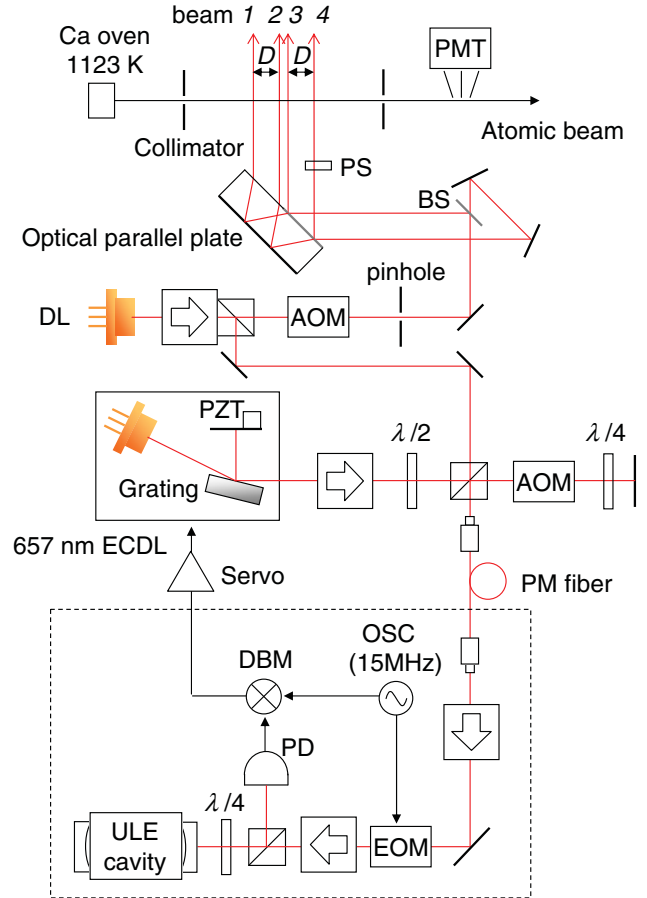 beam 1 2 3 4
Ca oven
1123 K
D
D
PMT
Collimator
Atomic beam
PS
BS
Optical parallel plate
pinhole
DL
AOM
PZT
λ /2
λ /4
Grating
AOM
657 nm ECDL
Servo
PM fiber
OSC
(15MHz)
DBM
PD
λ /4
ULE
cavity
EOM